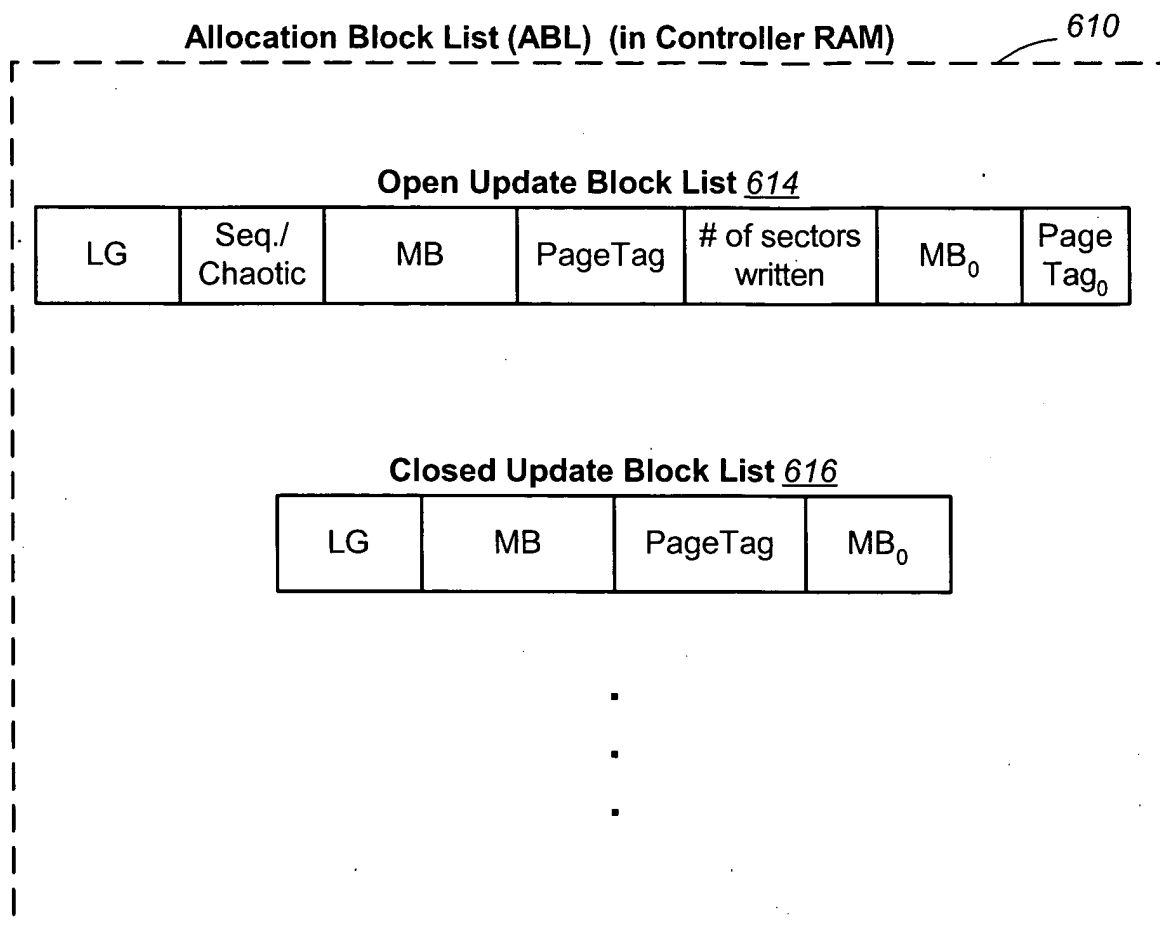 Allocation Block List (ABL) (in Controller RAM)
610
Open Update Block List 614
LG
Seq./
Chaotic
MB
PageTag
# of sectors
written
MB₀
Page
Tag₀
Closed Update Block List 616
LG
MB
PageTag
MB₀